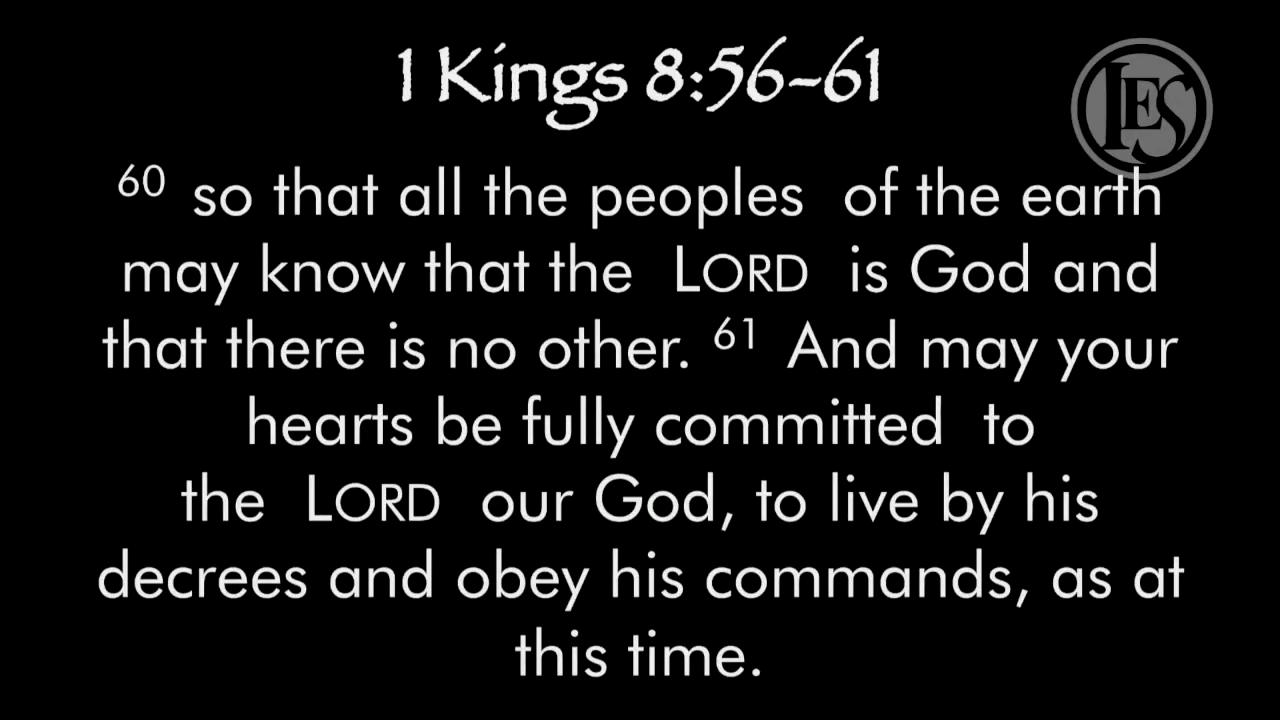 1 Kings 8:56-61
LES
60 so that all the peoples of the earth
may know that the LORD is God and
that there is no other. 61 And may your
hearts be fully committed to
the LORD our God, to live by his
decrees and obey his commands, as at
this time.